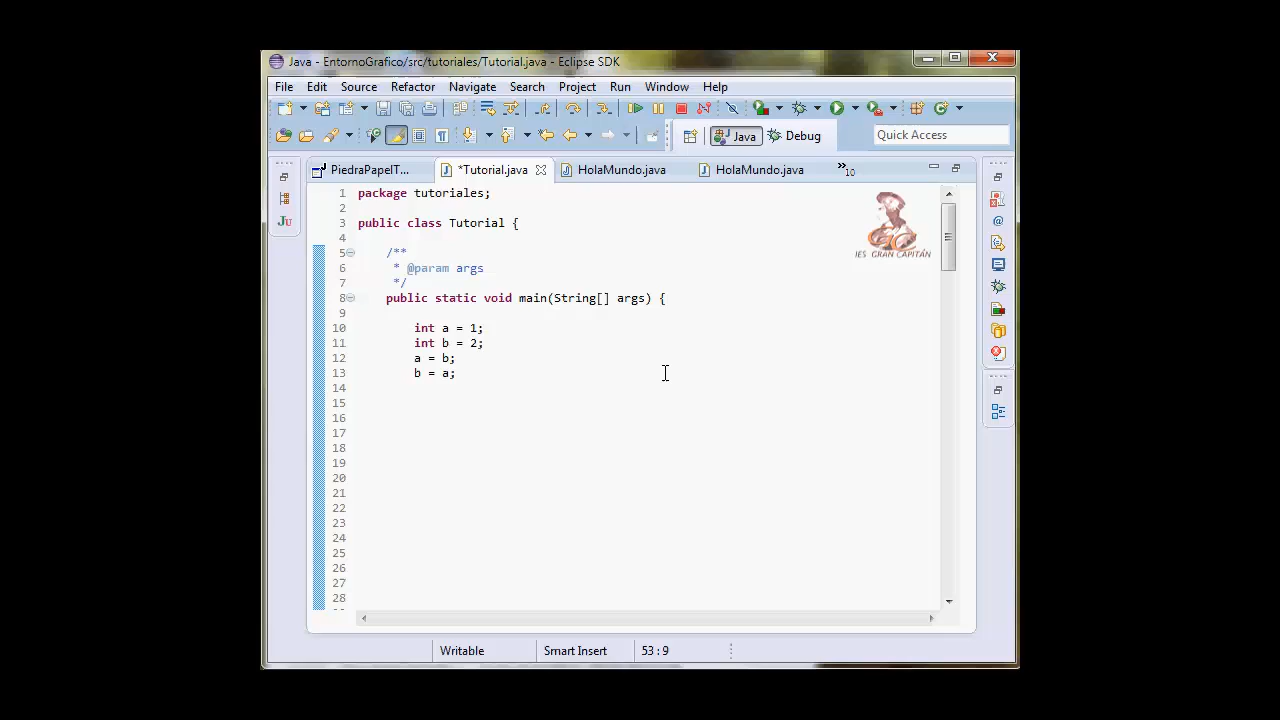 Java - EntornoGrafico/src/tutoriales/Tutorial.java - Eclipse SDK
File Edit Source Refactor Navigate Search Project Run Window Help
Java Debug Quick Access
PiedraPapelT... *Tutorial.java HolaMundo.java HolaMundo.java »10
1 package tutoriales;
2
3 public class Tutorial {
4
5 /**
6 * @param args
7 */
8 public static void main(String[] args) {
9
10 int a = 1;
11 int b = 2;
12 a = b;
13 b = a;
14
15
16
17
18
19
20
21
22
23
24
25
26
27
28
IES GRAN CAPITÁN
Ju
@
Writable Smart Insert 53 : 9